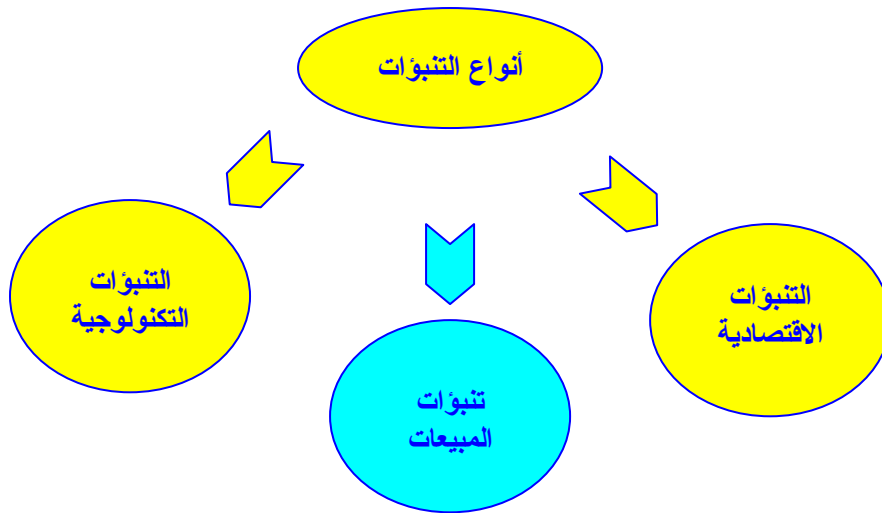 أنواع التنبؤات
التنبؤات
الاقتصادية
تنبؤات
المبيعات
التنبؤات
التكنولوجية